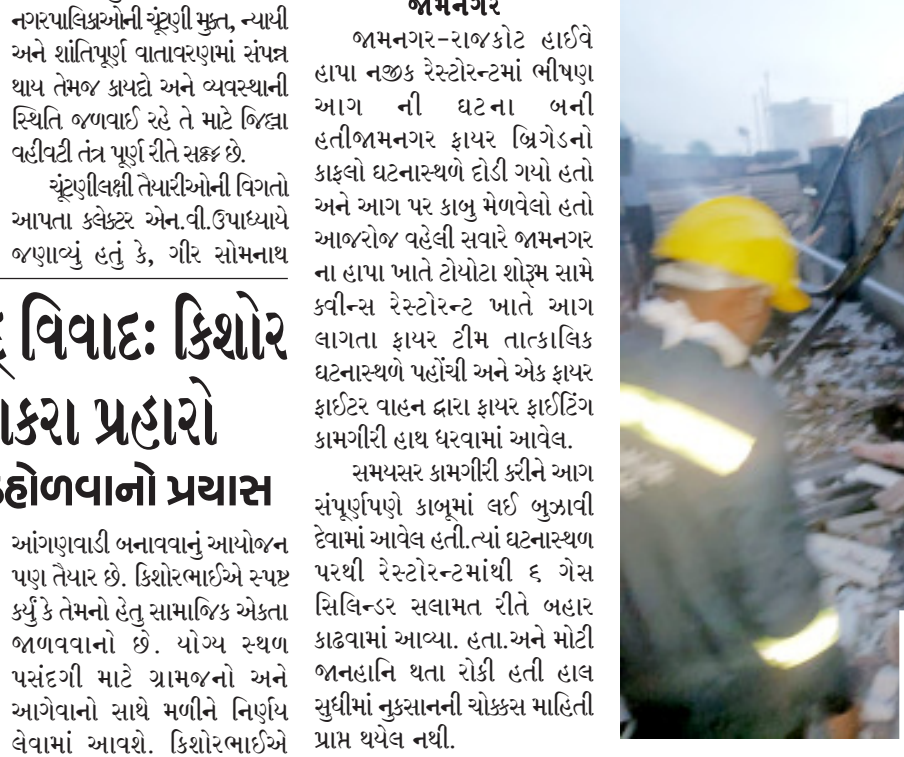 નગરપાલિકાઓની ચૂંટણી મુક્ત, ન્યાયી
અને શાંતિપૂર્ણ વાતાવરણમાં સંપન્ન
થાય તેમજ કાયદો અને વ્યવસ્થાની
સ્થિતિ જળવાઈ રહે તે માટે જિલ્લા
વહીવટી તંત્ર પૂર્ણ રીતે સજ્જ છે.
ચૂંટણીલક્ષી તૈયારીઓની વિગતો
આપતા કલેક્ટર એન.વી.ઉપાધ્યાયે
જણાવ્યું હતું કે, ગીર સોમનાથ
વિવાદઃ કિશોર
પ્રહારો
પ્રયાસ
આંગણવાડી બનાવવાનું આયોજન
પણ તૈયાર છે. કિશોરભાઈએ સ્પષ્ટ
કર્યું કે તેમનો હેતુ સામાજિક એકતા
જાળવવાનો છે. યોગ્ય સ્થળ
પસંદગી માટે ગ્રામજનો અને
આગેવાનો સાથે મળીને નિર્ણય
લેવામાં આવશે. કિશોરભાઈએ
જામનગર
જામનગર-રાજકોટ હાઈવે
હાપા નજીક રેસ્ટોરન્ટમાં ભીષણ
આગ ની ઘટના બની
હતીજામનગર ફાયર બ્રિગેડનો
કાફલો ઘટનાસ્થળે દોડી ગયો હતો
અને આગ પર કાબુ મેળવેલો હતો
આજરોજ વહેલી સવારે જામનગર
ના હાપા ખાતે ટોયોટા શોરૂમ સામે
ક્વીન્સ રેસ્ટોરન્ટ ખાતે આગ
લાગતા ફાયર ટીમ તાત્કાલિક
ઘટનાસ્થળે પહોંચી અને એક ફાયર
ફાઈટર વાહન દ્વારા ફાયર ફાઈટિંગ
કામગીરી હાથ ધરવામાં આવેલ.
સમયસર કામગીરી કરીને આગ
સંપૂર્ણપણે કાબૂમાં લઈ બુઝાવી
દેવામાં આવેલ હતી.ત્યાં ઘટનાસ્થળ
પરથી રેસ્ટોરન્ટમાંથી ૬ ગેસ
સિલિન્ડર સલામત રીતે બહાર
કાઢવામાં આવ્યા. હતા.અને મોટી
જાનહાનિ થતા રોકી હતી હાલ
સુધીમાં નુકસાનની ચોક્કસ માહિતી
પ્રાપ્ત થયેલ નથી.